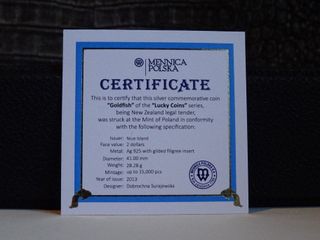 MENNICA
POLSKA
CERTIFICATE
This is to certify that this silver commemorative coin
"Goldfish" of the "Lucky Coins" series,
being New Zealand legal tender,
was struck at the Mint of Poland in conformity
with the following specification:
Issuer: Niue Island
Face value: 2 dollars
Metal: Ag 925 with gilded filigree insert
Diameter: 41.00 mm
Weight: 28.28 g
Mintage: up to 15,000 pcs
Year of issue: 2013
Designer: Dobrochna Surajewska